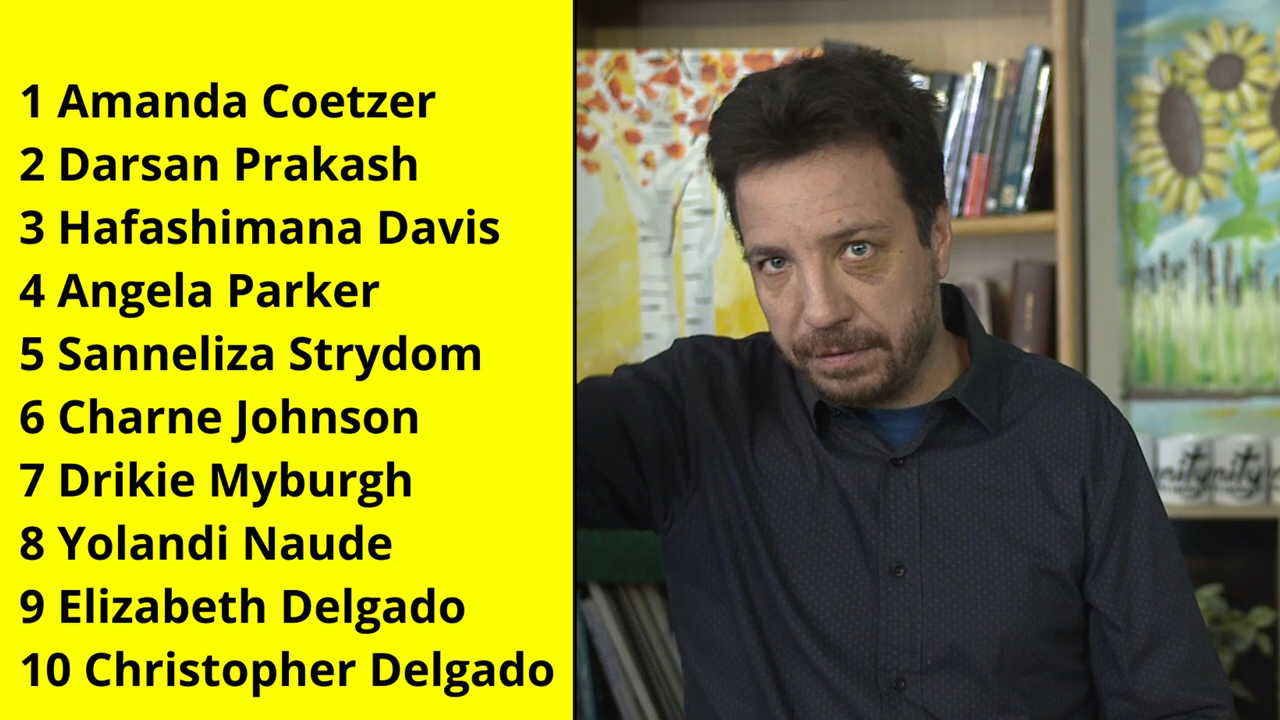 1 Amanda Coetzer
2 Darsan Prakash
3 Hafashimana Davis
4 Angela Parker
5 Sanneliza Strydom
6 Charne Johnson
7 Drikie Myburgh
8 Yolandi Naude
9 Elizabeth Delgado
10 Christopher Delgado